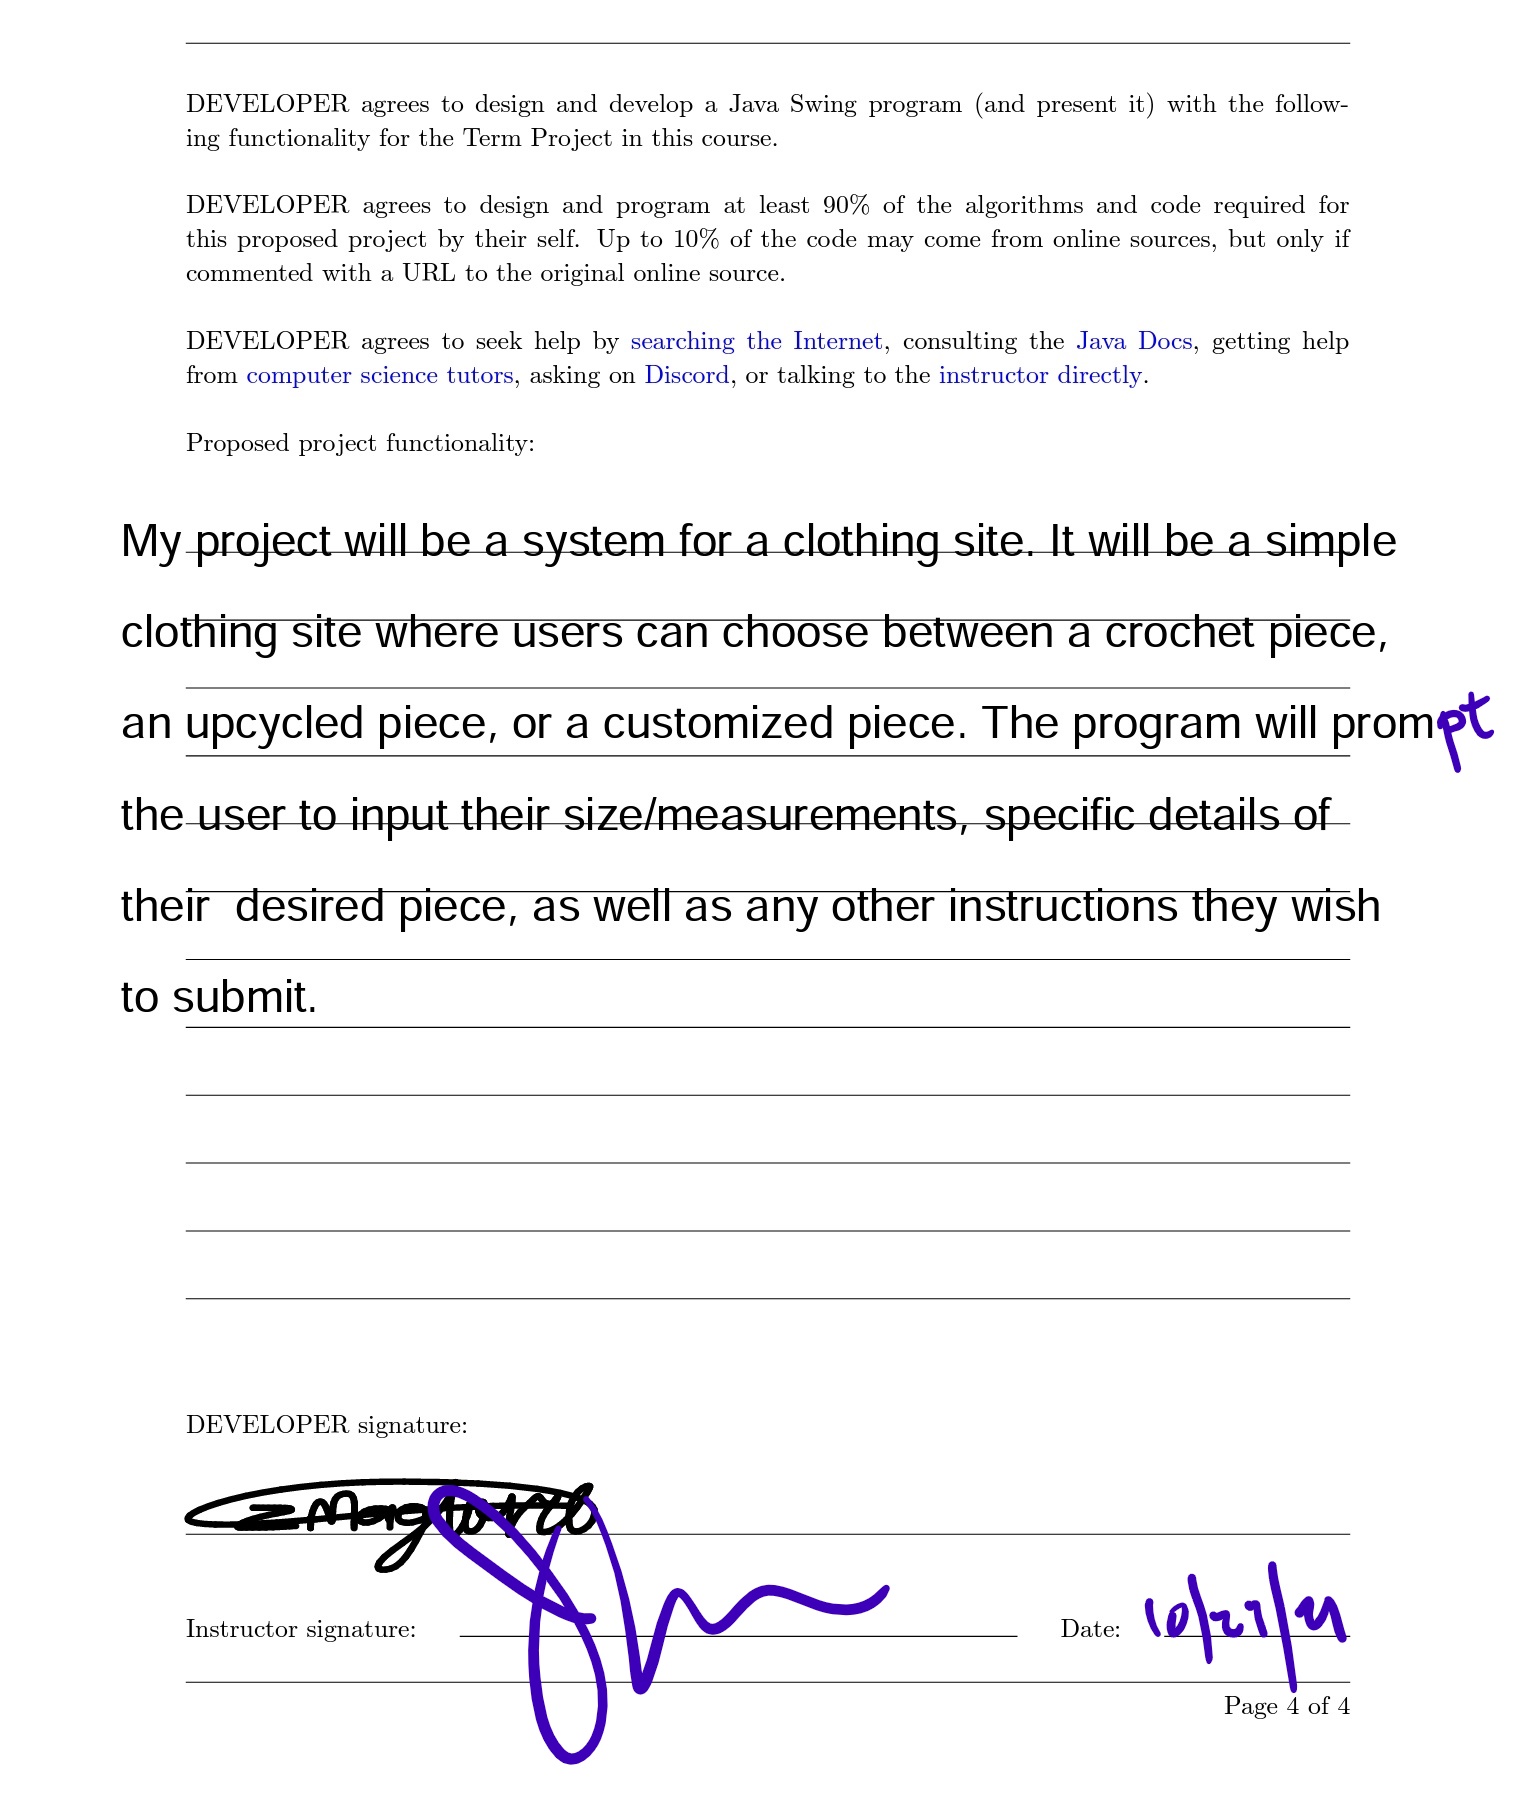 DEVELOPER agrees to design and develop a Java Swing program (and present it) with the follow-
ing functionality for the Term Project in this course.
DEVELOPER agrees to design and program at least 90% of the algorithms and code required for
this proposed project by their self. Up to 10% of the code may come from online sources, but only if
commented with a URL to the original online source.
DEVELOPER agrees to seek help by searching the Internet, consulting the Java Docs, getting help
from computer science tutors, asking on Discord, or talking to the instructor directly.
Proposed project functionality:
My project will be a system for a clothing site. It will be a simple
clothing site where users can choose between a crochet piece,
an upcycled piece, or a customized piece. The program will prompt
the user to input their size/measurements, specific details of
their  desired piece, as well as any other instructions they wish
to submit.
DEVELOPER signature:
Instructor signature:
Date:
Page 4 of 4